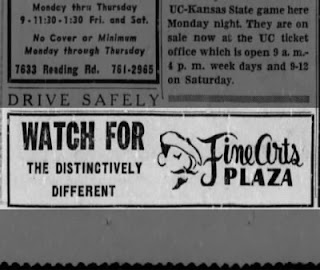 Monday thru Thursday
9-11:30-1:30 Fri. and Sat.
No Cover or Minimum
Monday through Thursday
7633 Reading Rd. 761-2965
UC-Kansas State game here
Monday night. They are on
sale now at the UC ticket
office which is open 9 a. m.-
4 p. m. week days and 9-12
on Saturday.
DRIVE SAFELY
WATCH FOR
THE DISTINCTIVELY
DIFFERENT
Fine Arts
PLAZA